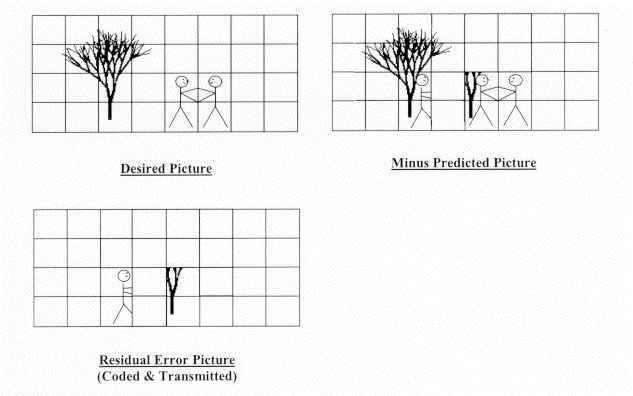 Desired Picture
Minus Predicted Picture
Residual Error Picture
(Coded & Transmitted)